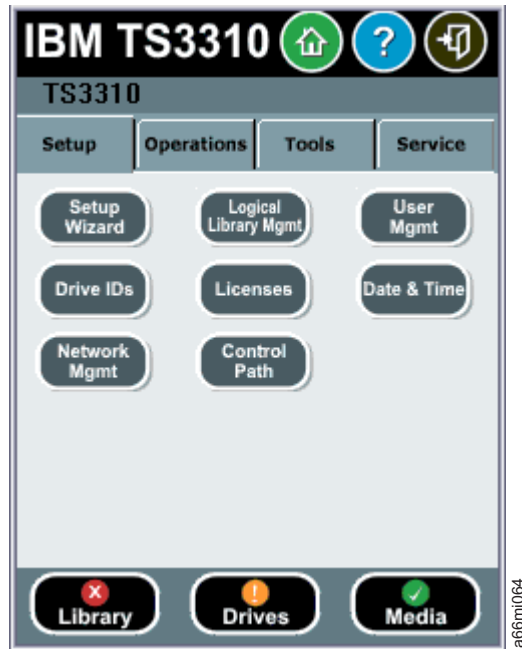 IBM TS3310 ?
TS3310
Setup Operations Tools Service
Setup Wizard
Logical Library Mgmt
User Mgmt
Drive IDs
Licenses
Date & Time
Network Mgmt
Control Path
!
Library Drives Media
a66mi064